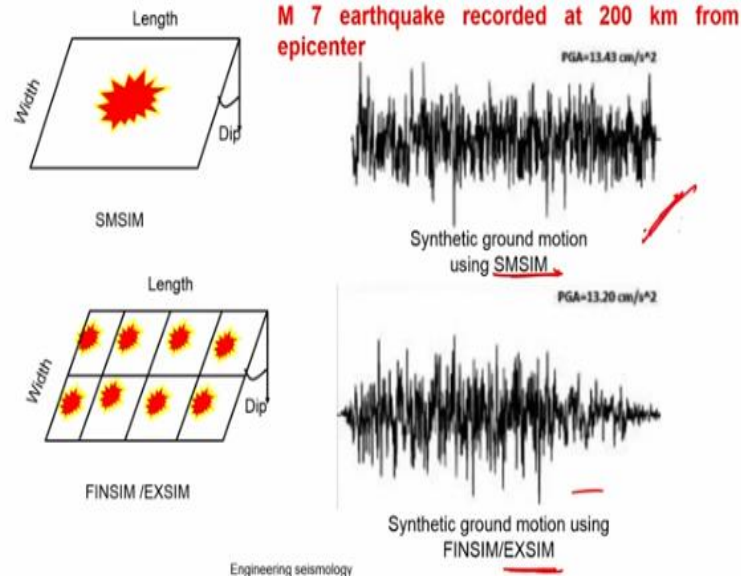 Length
Width
Dip
SMSIM
M 7 earthquake recorded at 200 km from
epicenter
PGA=13.43 cm/s^2
Synthetic ground motion
using SMSIM
Length
Width
Dip
FINSIM /EXSIM
PGA=13.20 cm/s^2
Synthetic ground motion using
FINSIM/EXSIM
Engineering seismology